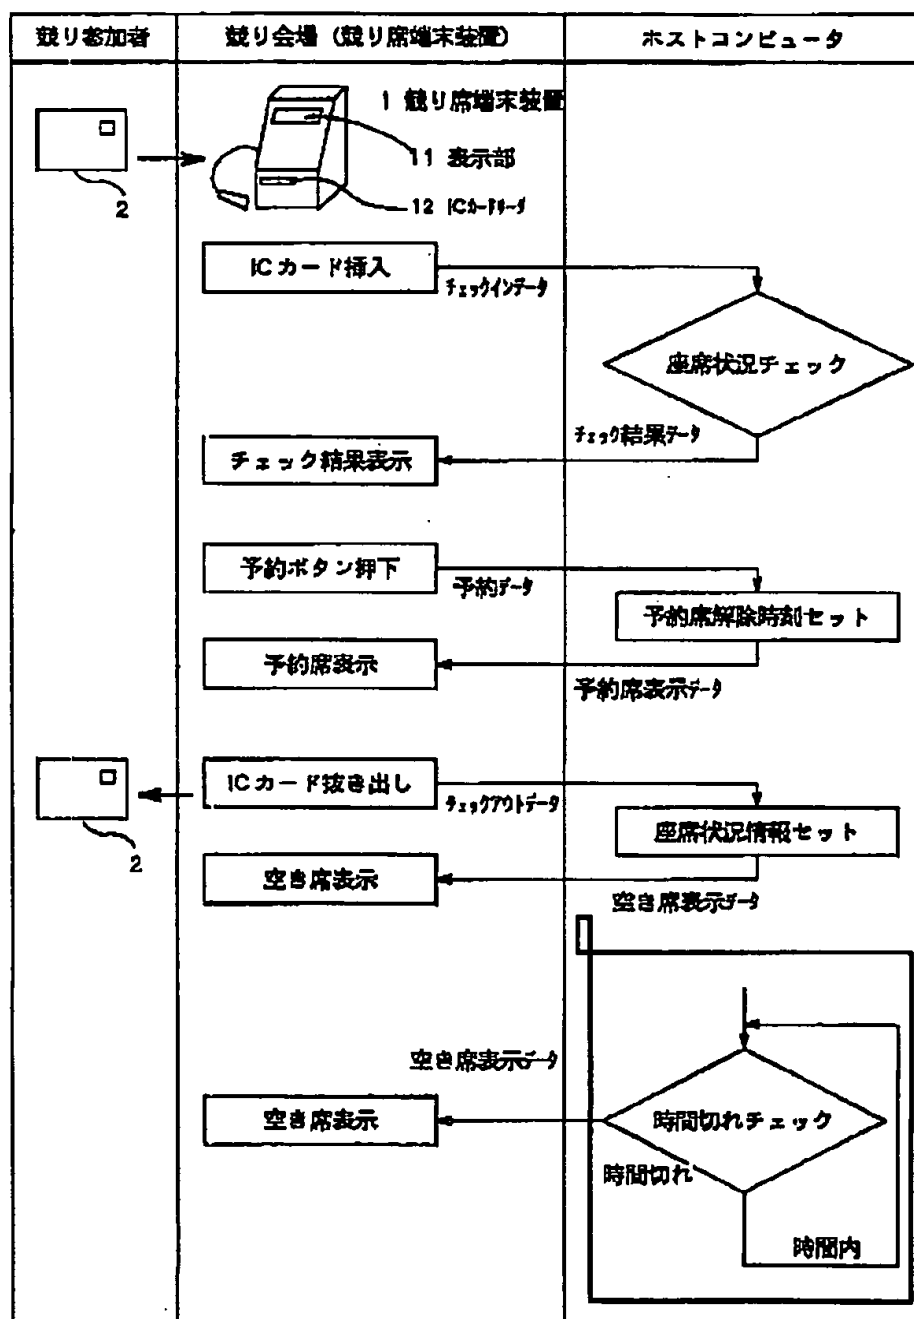 競り参加者
競り会場（競り席端末装置）
ホストコンピュータ
1 競り席端末装置
11 表示部
12 ICｶｰﾄﾞﾘｰﾀﾞ
2
ICカード挿入
ﾁｪｯｸｲﾝﾃﾞｰﾀ
座席状況チェック
ﾁｪｯｸ結果ﾃﾞｰﾀ
チェック結果表示
予約ボタン押下
予約ﾃﾞｰﾀ
予約席解除時刻セット
予約席表示
予約席表示ﾃﾞｰﾀ
ICカード抜き出し
ﾁｪｯｸｱｳﾄﾃﾞｰﾀ
2
座席状況情報セット
空き席表示
空き席表示ﾃﾞｰﾀ
空き席表示ﾃﾞｰﾀ
空き席表示
時間切れチェック
時間切れ
時間内